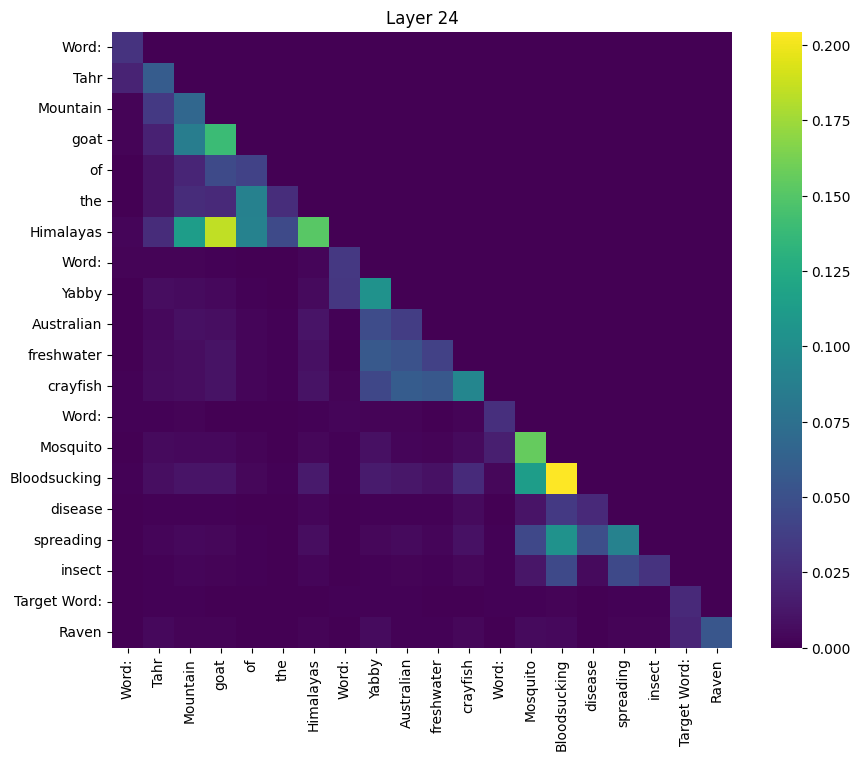 Layer 24
Word:
Tahr
Mountain
goat
of
the
Himalayas
Word:
Yabby
Australian
freshwater
crayfish
Word:
Mosquito
Bloodsucking
disease
spreading
insect
Target Word:
Raven
0.200
0.175
0.150
0.125
0.100
0.075
0.050
0.025
0.000
Word:
Tahr
Mountain
goat
of
the
Himalayas
Word:
Yabby
Australian
freshwater
crayfish
Word:
Mosquito
Bloodsucking
disease
spreading
insect
Target Word:
Raven